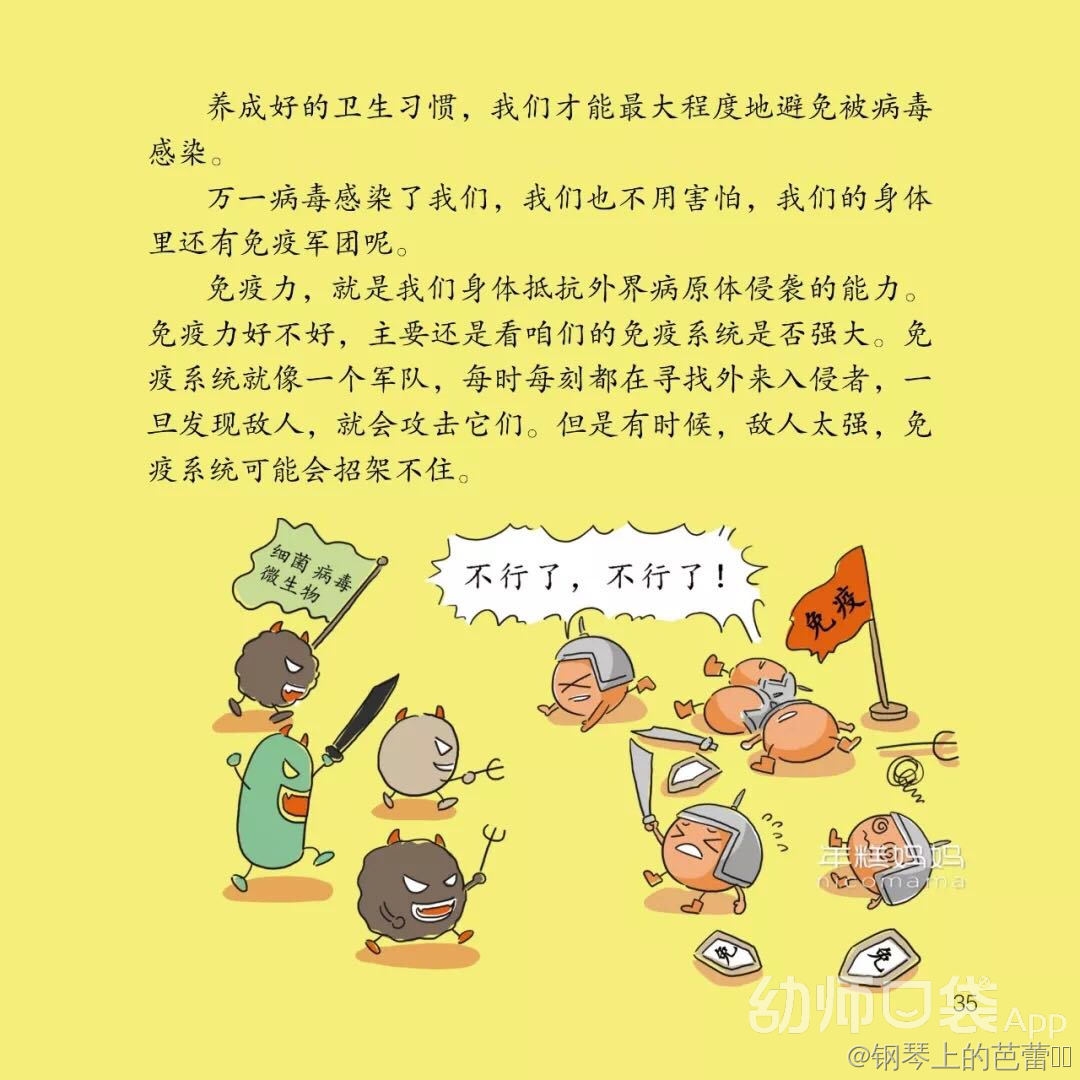 养成好的卫生习惯，我们才能最大程度地避免被病毒
感染。
万一病毒感染了我们，我们也不用害怕，我们的身体
里还有免疫军团呢。
免疫力，就是我们身体抵抗外界病原体侵袭的能力。
免疫力好不好，主要还是看咱们的免疫系统是否强大。免
疫系统就像一个军队，每时每刻都在寻找外来入侵者，一
旦发现敌人，就会攻击它们。但是有时候，敌人太强，免
疫系统可能会招架不住。
细菌 病毒
微生物
不行了，不行了！
免疫
年糕妈妈
nicomama
免
免
35
幼师口袋App
@钢琴上的芭蕾